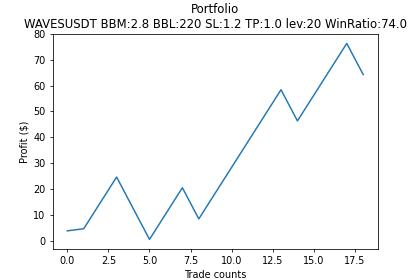 Portfolio
WAVESUSDT BBM:2.8 BBL:220 SL:1.2 TP:1.0 lev:20 WinRatio:74.0
80
70
60
50
40
30
20
10
0
Profit ($)
0.0 2.5 5.0 7.5 10.0 12.5 15.0 17.5
Trade counts